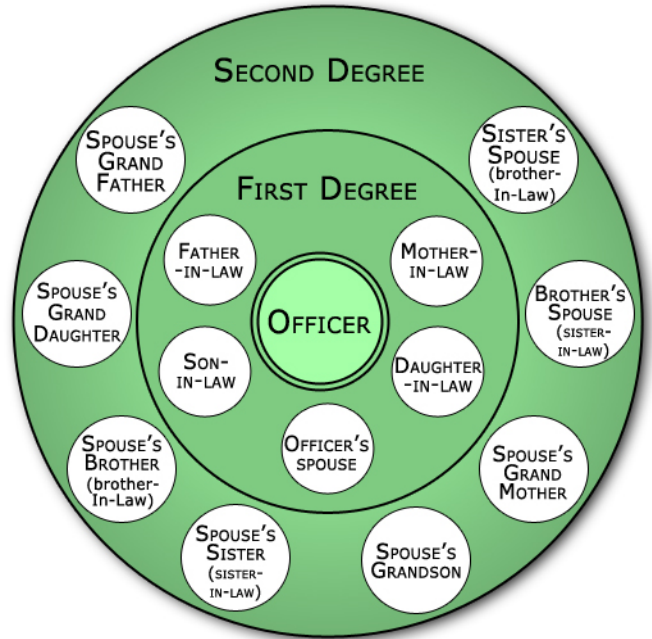 SECOND DEGREE
SPOUSE'S
GRAND
FATHER
SISTER'S
SPOUSE
(brother-
In-Law)
FIRST DEGREE
FATHER
-IN-LAW
MOTHER-
IN-LAW
SPOUSE'S
GRAND
DAUGHTER
OFFICER
BROTHER'S
SPOUSE
(SISTER-
IN-LAW)
SON-
IN-LAW
DAUGHTER
-IN-LAW
SPOUSE'S
BROTHER
(brother-
In-Law)
OFFICER'S
SPOUSE
SPOUSE'S
GRAND
MOTHER
SPOUSE'S
SISTER
(SISTER-
IN-LAW)
SPOUSE'S
GRANDSON